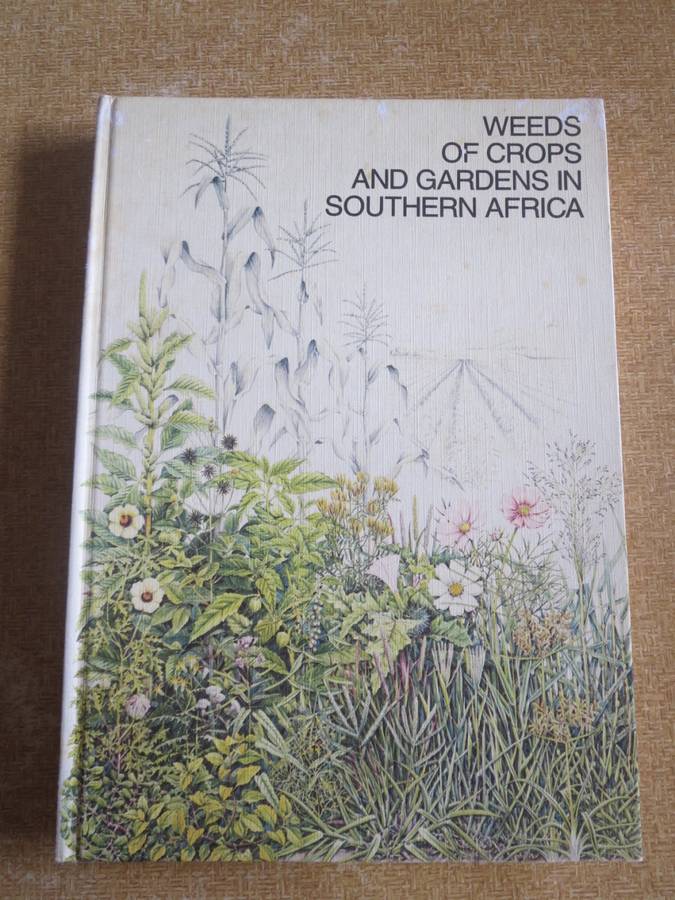 WEEDS
OF CROPS
AND GARDENS IN
SOUTHERN AFRICA